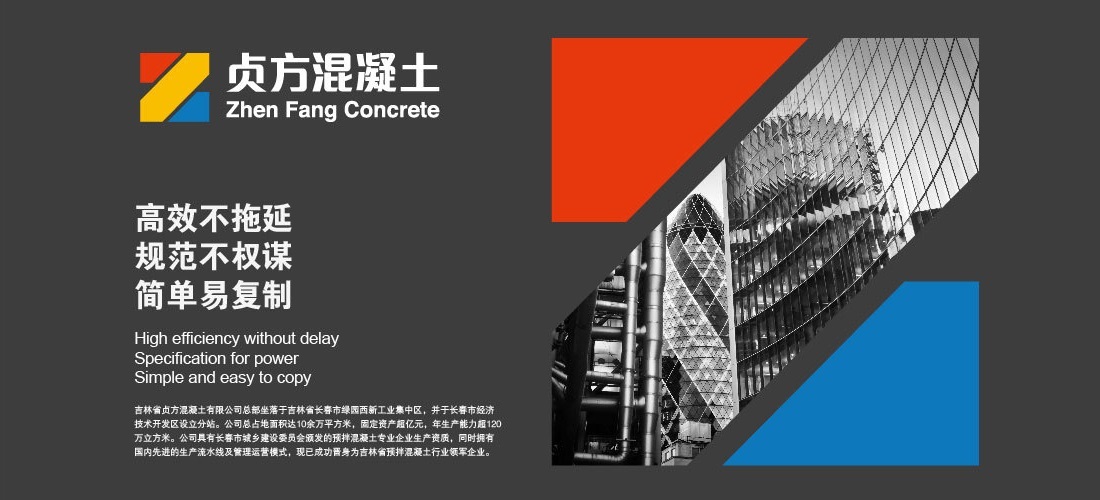 贞方混凝土
Zhen Fang Concrete
高效不拖延
规范不权谋
简单易复制
High efficiency without delay
Specification for power
Simple and easy to copy
吉林省贞方混凝土有限公司总部坐落于吉林省长春市绿园西新工业集中区，并于长春市经济
技术开发区设立分站。公司总占地面积达10余万平方米，固定资产超亿元，年生产能力超120
万立方米。公司具有长春市城乡建设委员会颁发的预拌混凝土专业企业生产资质，同时拥有
国内先进的生产流水线及管理运营模式，现已成功晋身为吉林省预拌混凝土行业领军企业。